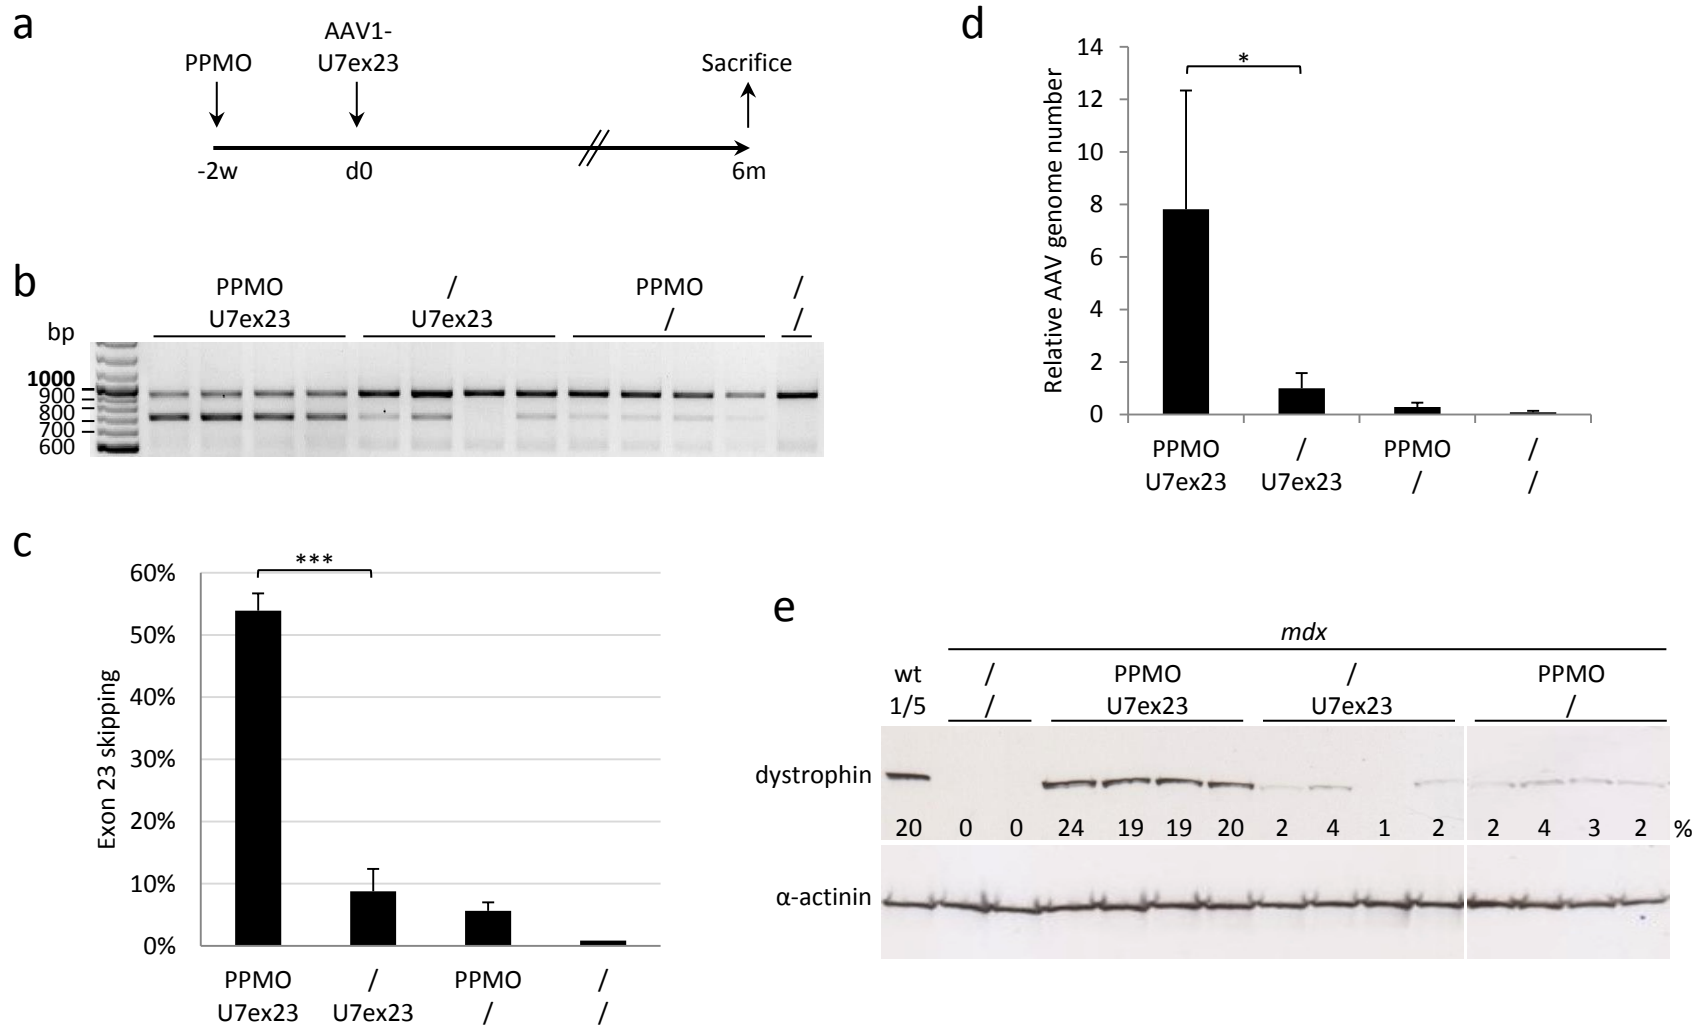 a
PPMO
AAV1-
U7ex23
Sacrifice
-2w
d0
6m
b
PPMO
U7ex23
/
U7ex23
PPMO
/
/
/
bp
1000
900
800
700
600
c
***
Exon 23 skipping
60%
50%
40%
30%
20%
10%
0%
PPMO
U7ex23
/
U7ex23
PPMO
/
/
/
d
*
Relative AAV genome number
14
12
10
8
6
4
2
0
PPMO
U7ex23
/
U7ex23
PPMO
/
/
/
e
mdx
wt
1/5
/
/
PPMO
U7ex23
/
U7ex23
PPMO
/
dystrophin
20 0 0 24 19 19 20 2 4 1 2 2 4 3 2 %
α-actinin